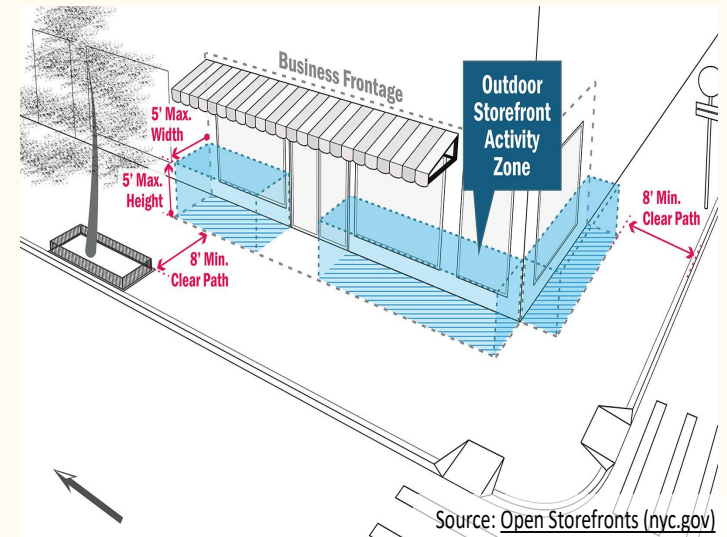 Business Frontage
Outdoor
Storefront
Activity
Zone
5' Max.
Width
5' Max.
Height
8' Min.
Clear Path
8' Min.
Clear Path
Source: Open Storefronts (nyc.gov)